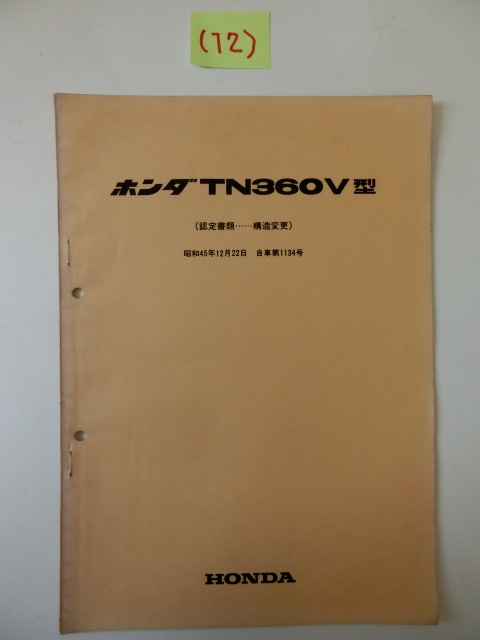 (12)
ホンダTN360V型
(認定書類……構造変更)
昭和45年12月22日 自車第1134号
HONDA